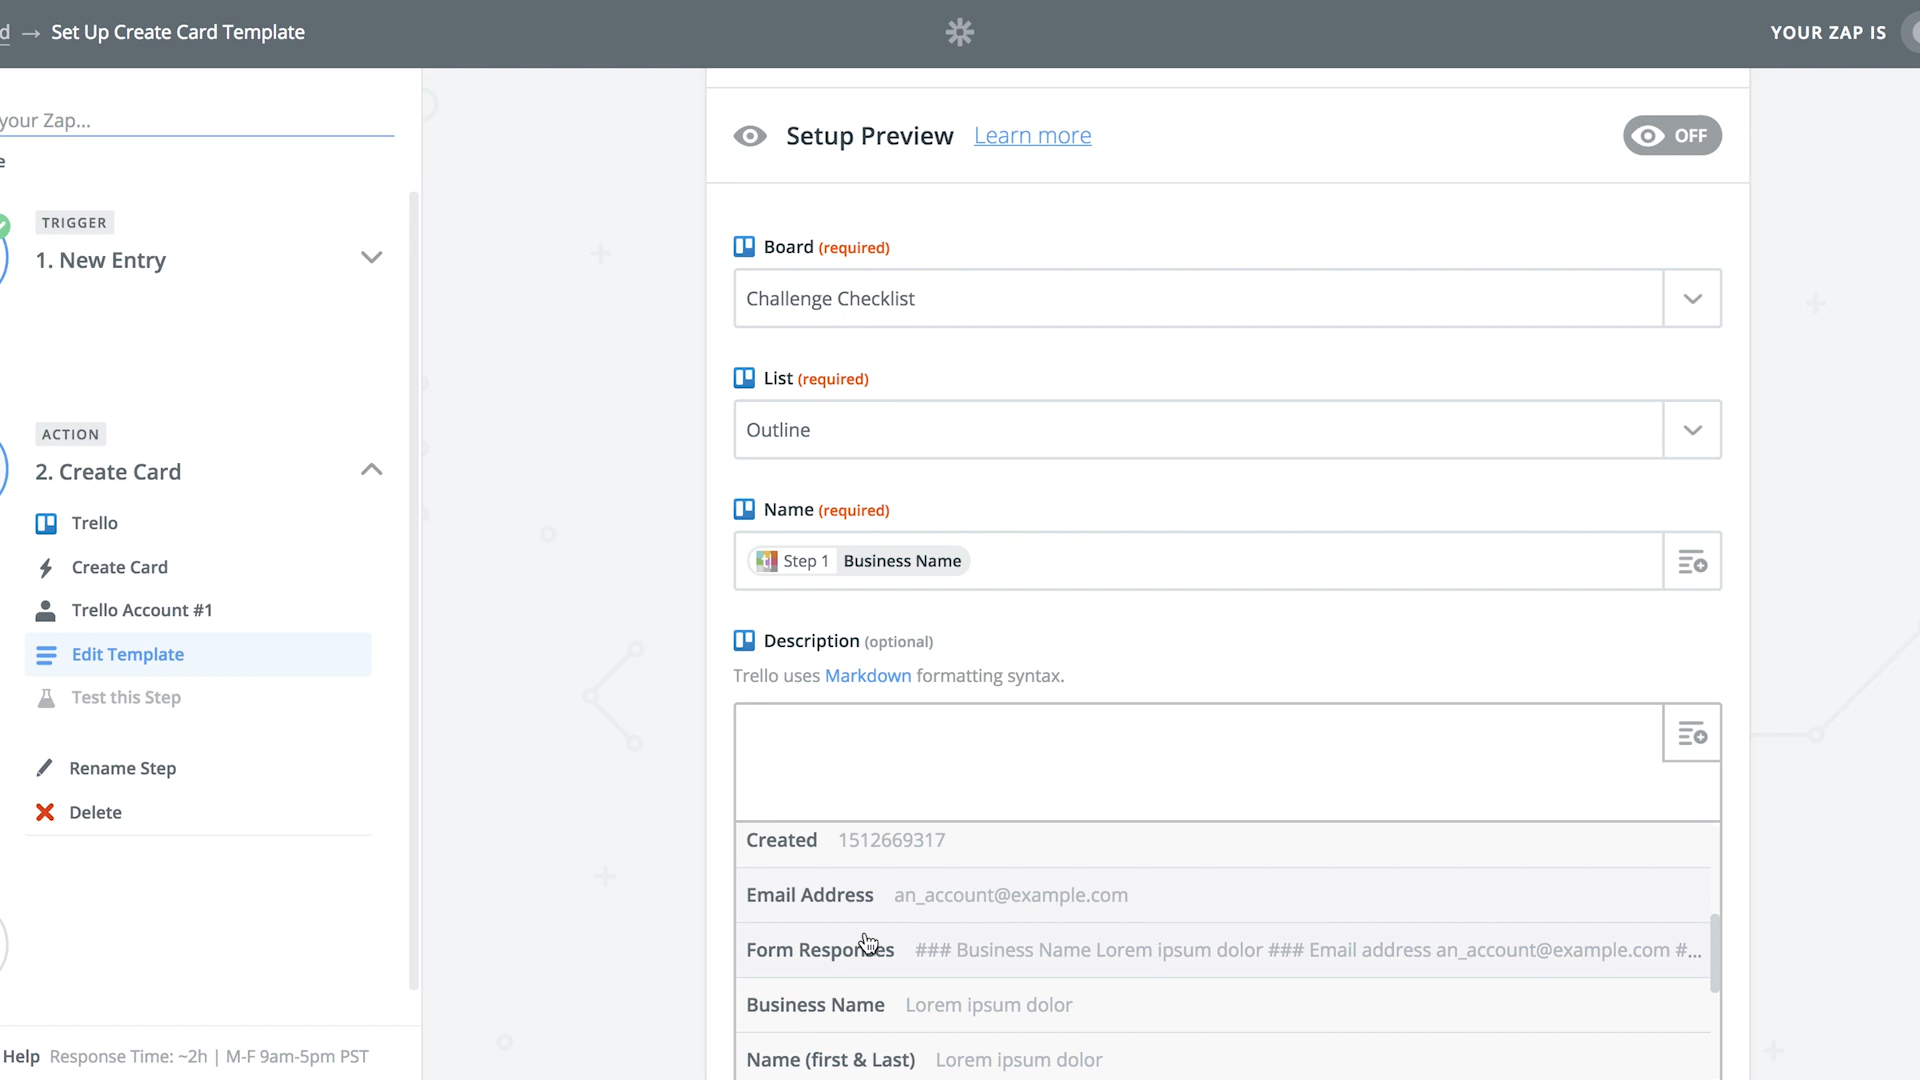 d → Set Up Create Card Template
YOUR ZAP IS
your Zap...
e
TRIGGER
1. New Entry
ACTION
2. Create Card
Trello
Create Card
Trello Account #1
Edit Template
Test this Step
Rename Step
Delete
Help Response Time: ~2h | M-F 9am-5pm PST
Setup Preview Learn more
OFF
Board (required)
Challenge Checklist
List (required)
Outline
Name (required)
Step 1 Business Name
Description (optional)
Trello uses Markdown formatting syntax.
Created 1512669317
Email Address an_account@example.com
Form Responses ### Business Name Lorem ipsum dolor ### Email address an_account@example.com #...
Business Name Lorem ipsum dolor
Name (first & Last) Lorem ipsum dolor